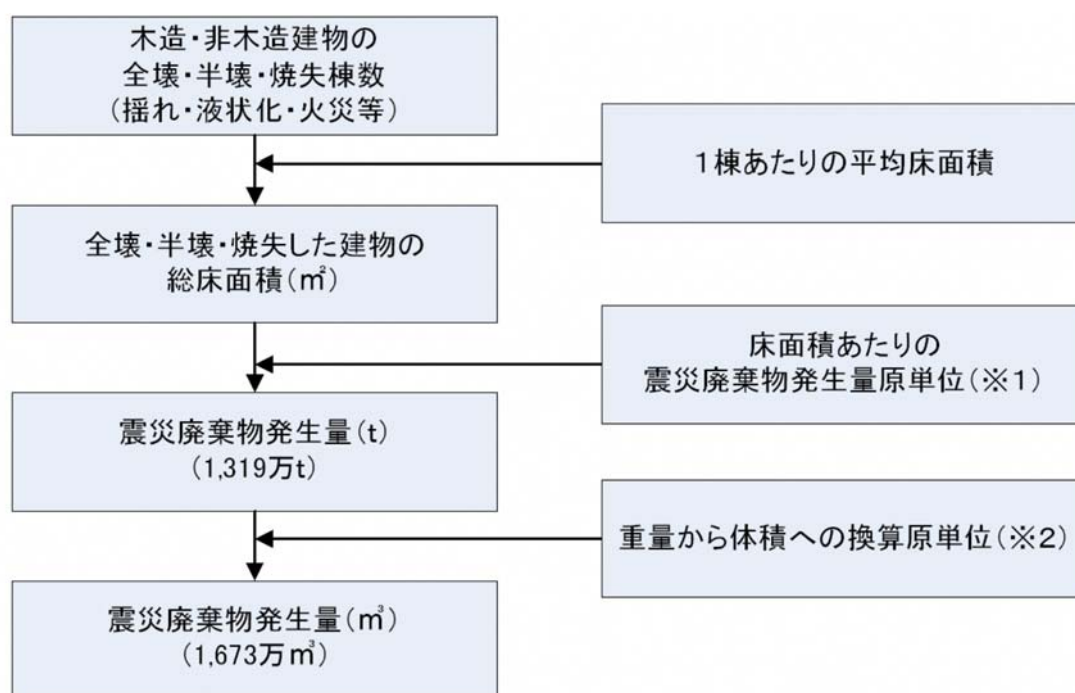 木造・非木造建物の
全壊・半壊・焼失棟数
(揺れ・液状化・火災等)
1棟あたりの平均床面積
全壊・半壊・焼失した建物の
総床面積(㎡)
床面積あたりの
震災廃棄物発生量原単位(※1)
震災廃棄物発生量(t)
(1,319万t)
重量から体積への換算原単位(※2)
震災廃棄物発生量(㎥)
(1,673万㎥)